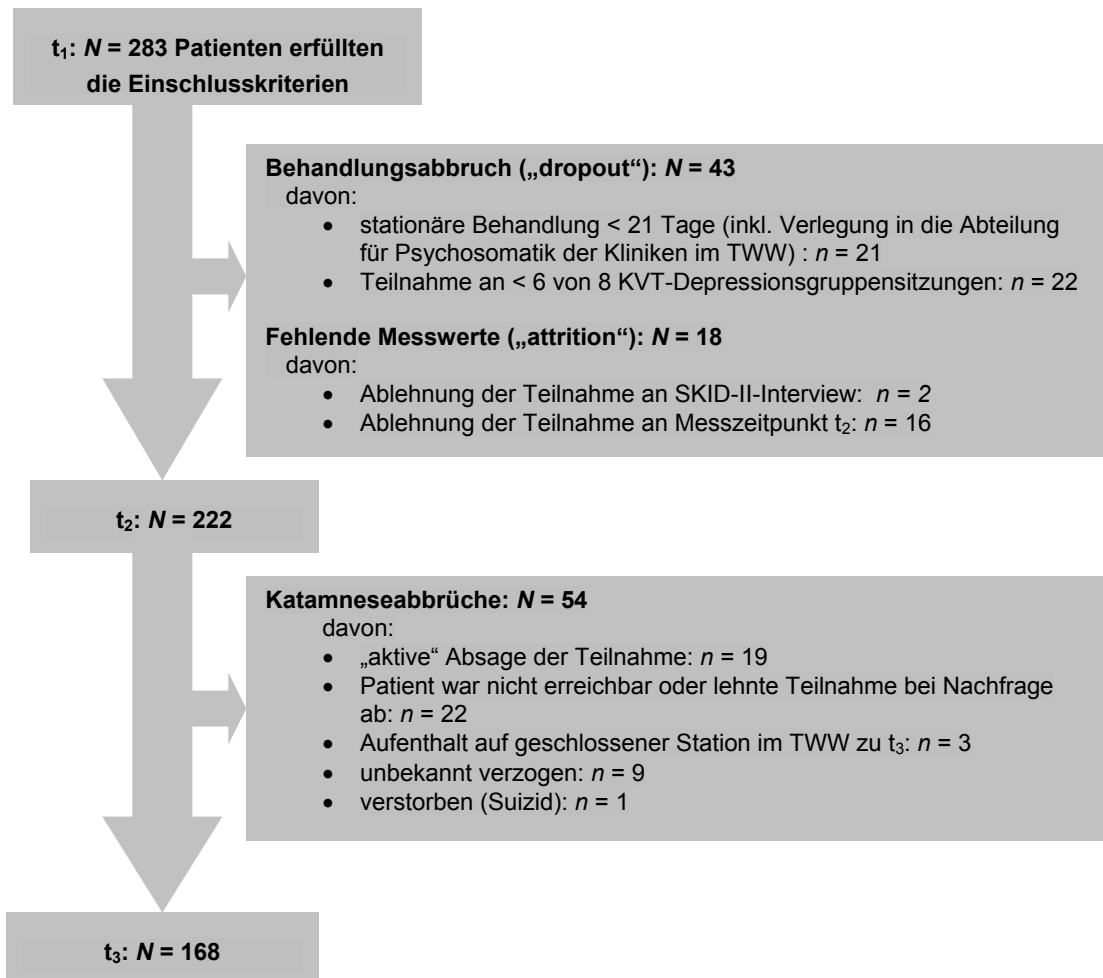 t₁: N = 283 Patienten erfüllten
die Einschlusskriterien
Behandlungsabbruch („dropout“): N = 43
davon:
• stationäre Behandlung < 21 Tage (inkl. Verlegung in die Abteilung
für Psychosomatik der Kliniken im TWW) : n = 21
• Teilnahme an < 6 von 8 KVT-Depressionsgruppensitzungen: n = 22
Fehlende Messwerte („attrition“): N = 18
davon:
• Ablehnung der Teilnahme an SKID-II-Interview: n = 2
• Ablehnung der Teilnahme an Messzeitpunkt t₂: n = 16
t₂: N = 222
Katamneseabbrüche: N = 54
davon:
• „aktive“ Absage der Teilnahme: n = 19
• Patient war nicht erreichbar oder lehnte Teilnahme bei Nachfrage
ab: n = 22
• Aufenthalt auf geschlossener Station im TWW zu t₃: n = 3
• unbekannt verzogen: n = 9
• verstorben (Suizid): n = 1
t₃: N = 168